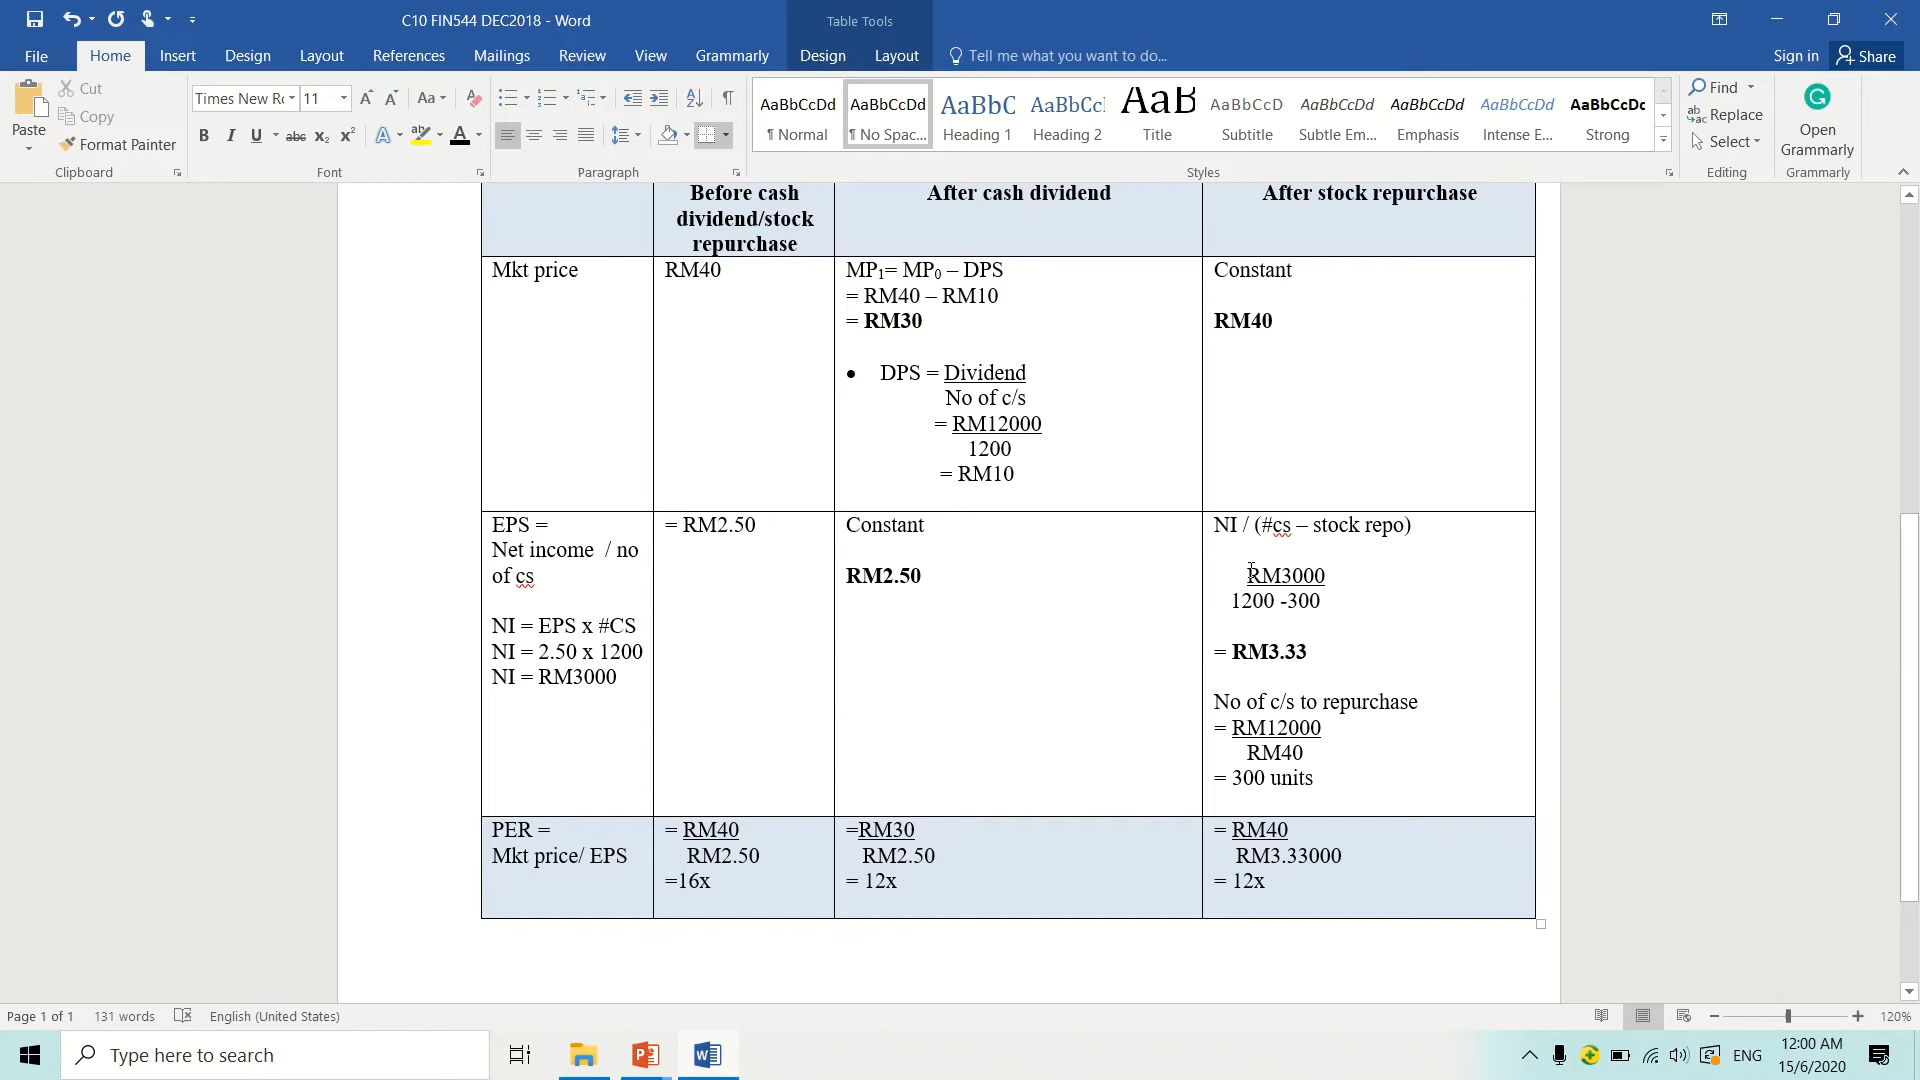 C10 FIN544 DEC2018 - Word
Table Tools
File Home Insert Design Layout References Mailings Review View Grammarly Design Layout Tell me what you want to do... Sign in Share
Paste
Cut
Copy
Format Painter
Clipboard
Times New Ro 11
Aa
B I U abc X₂ X²
A A
Font
Paragraph
AaBbCcDd
¶ Normal
AaBbCcDd
¶ No Spac...
AaBbC
Heading 1
AaBbCc
Heading 2
AaB
Title
AaBbCcD
Subtitle
AaBbCcDd
Subtle Em...
AaBbCcDd
Emphasis
AaBbCcDd
Intense E...
AaBbCcDc
Strong
Styles
Find
Replace
Select
Editing
Open
Grammarly
Grammarly
Before cash
dividend/stock
repurchase
After cash dividend
After stock repurchase
Mkt price
RM40
MP₁= MP₀ – DPS
= RM40 – RM10
= RM30
• DPS = Dividend
No of c/s
= RM12000
1200
= RM10
Constant
RM40
EPS =
Net income / no
of cs
NI = EPS x #CS
NI = 2.50 x 1200
NI = RM3000
= RM2.50
Constant
RM2.50
NI / (#cs – stock repo)
RM3000
1200 -300
= RM3.33
No of c/s to repurchase
= RM12000
RM40
= 300 units
PER =
Mkt price/ EPS
= RM40
RM2.50
=16x
=RM30
RM2.50
= 12x
= RM40
RM3.33000
= 12x
Page 1 of 1 131 words English (United States) 120%
Type here to search
ENG
12:00 AM
15/6/2020